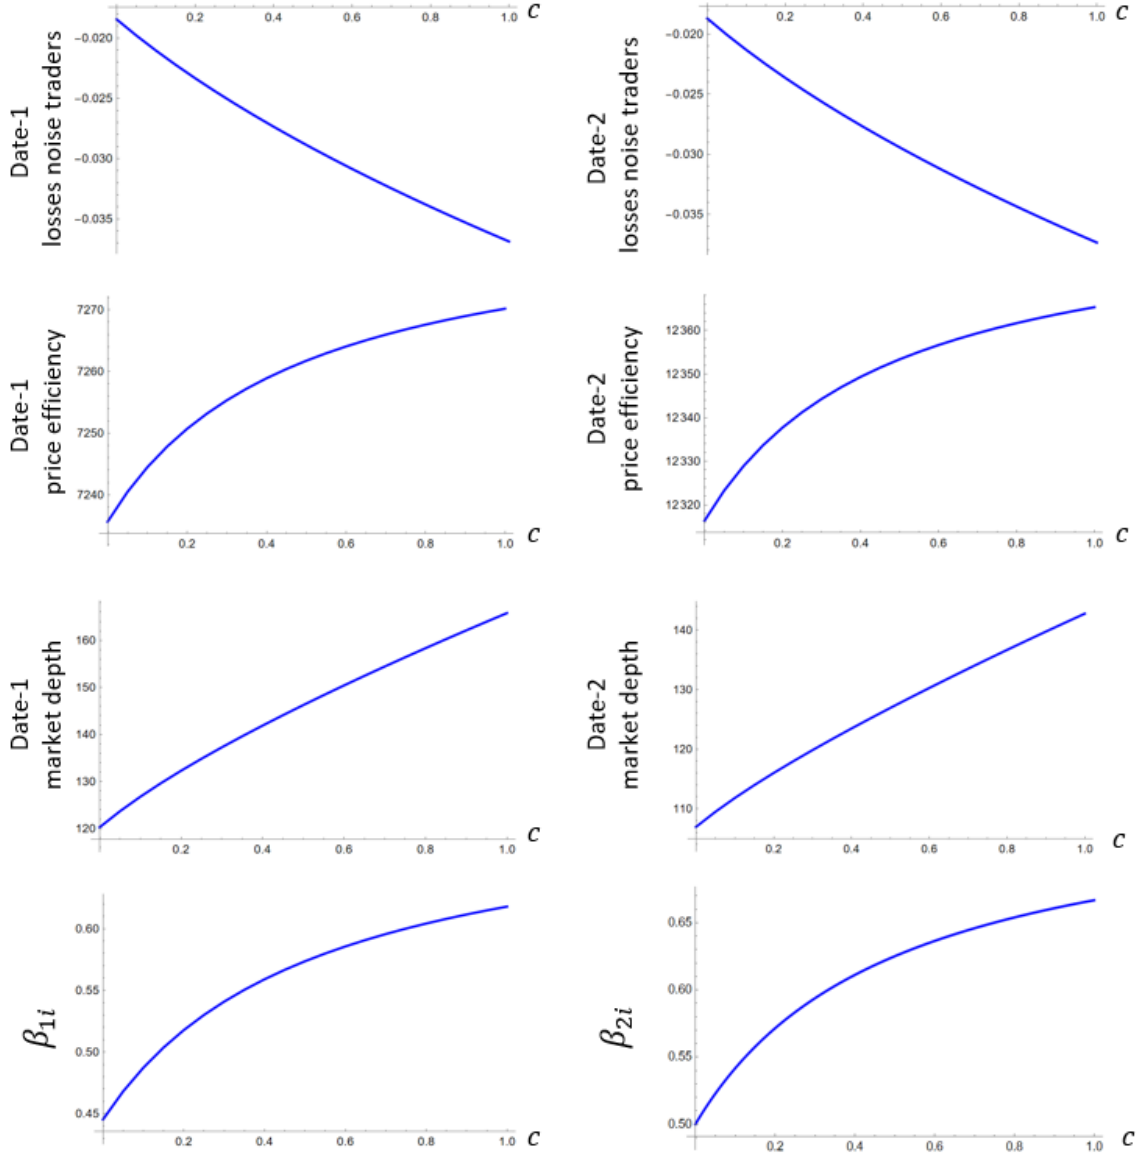 0.2 0.4 0.6 0.8 1.0 c
−0.020
−0.025
−0.030
−0.035
Date-1
losses noise traders
0.2 0.4 0.6 0.8 1.0 c
−0.020
−0.025
−0.030
−0.035
Date-2
losses noise traders
7270
7260
7250
7240
0.2 0.4 0.6 0.8 1.0 c
Date-1
price efficiency
12360
12350
12340
12330
12320
0.2 0.4 0.6 0.8 1.0 c
Date-2
price efficiency
160
150
140
130
120
0.2 0.4 0.6 0.8 1.0 c
Date-1
market depth
140
130
120
110
0.2 0.4 0.6 0.8 1.0 c
Date-2
market depth
0.60
0.55
0.50
0.45
0.2 0.4 0.6 0.8 1.0 c
β1i
0.65
0.60
0.55
0.50
0.2 0.4 0.6 0.8 1.0 c
β2i